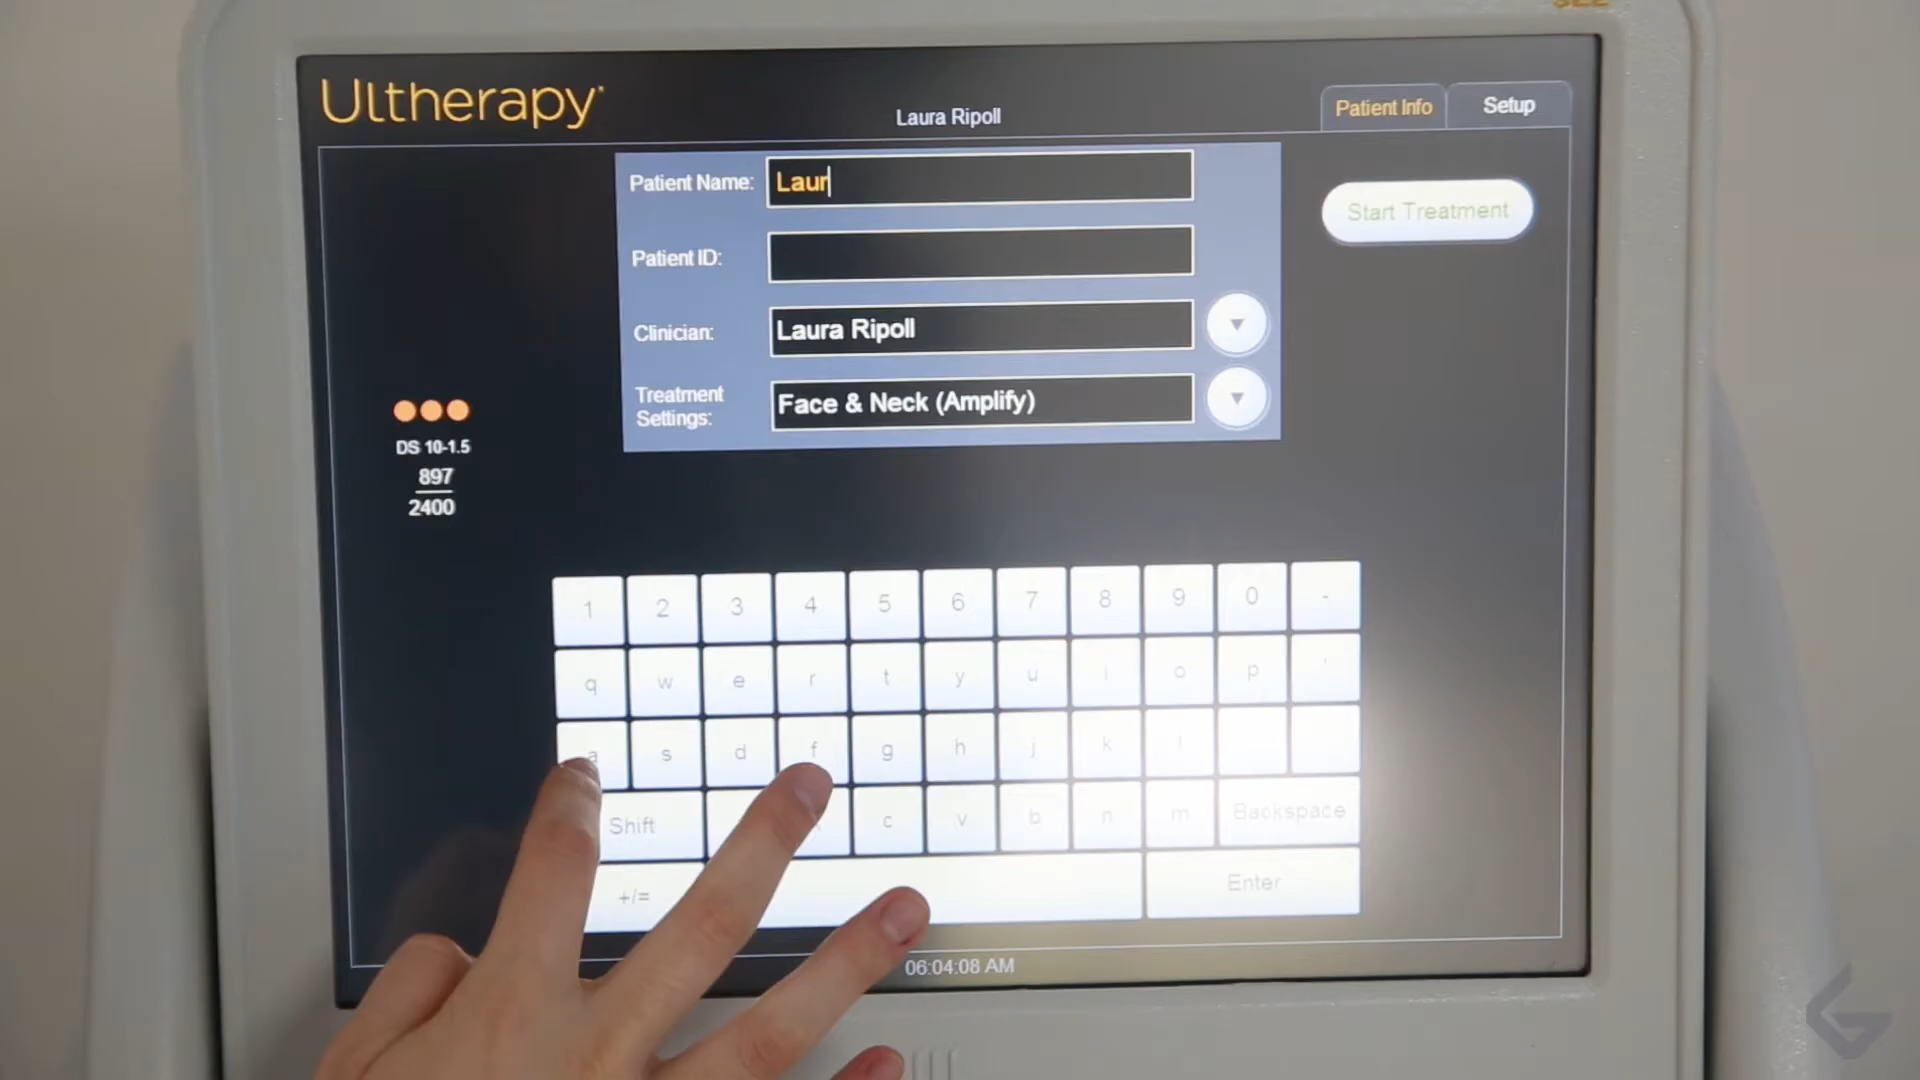 Ultherapy
Laura Ripoll
Patient Info
Setup
Patient Name:
Laur
Start Treatment
Patient ID:
Clinician:
Laura Ripoll
Treatment Settings:
Face & Neck (Amplify)
DS 10-1.5
897
2400
1 2 3 4 5 6 7 8 9 0 -
q w e r t y u i o p '
a s d f g h j k l
Shift c v b n m Backspace
+/= Enter
06:04:08 AM